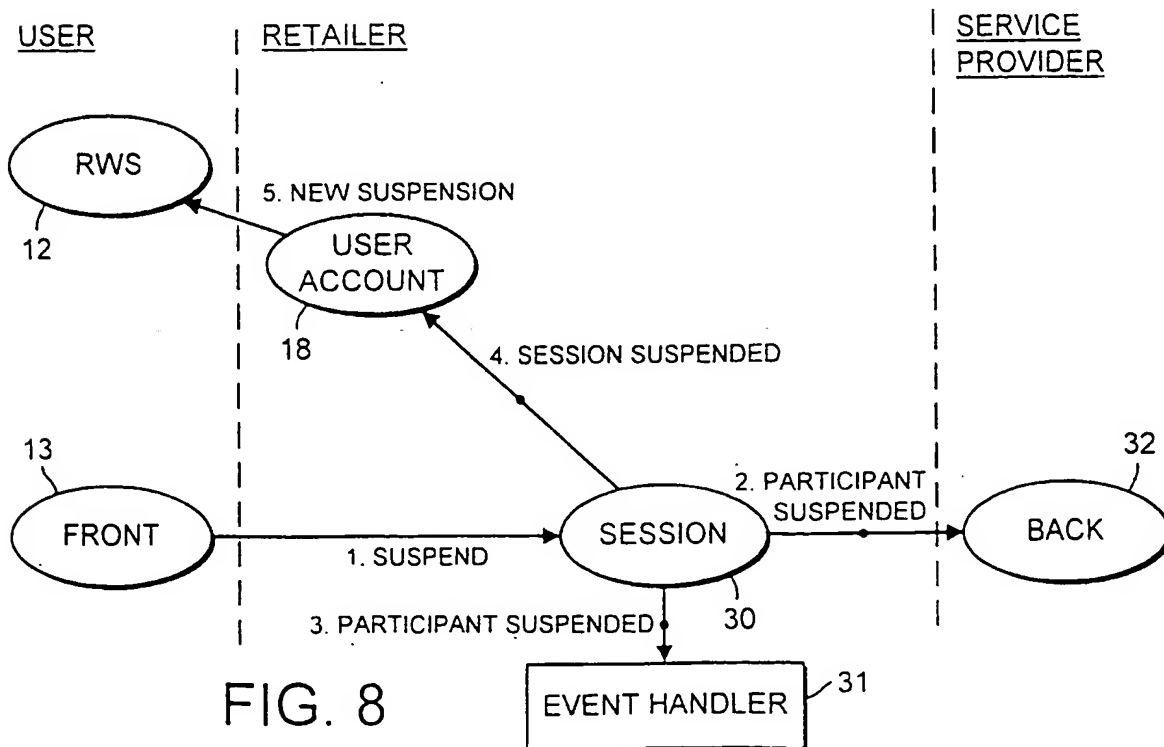 USER
RETAILER
SERVICE
PROVIDER
RWS
12
5. NEW SUSPENSION
USER
ACCOUNT
18
4. SESSION SUSPENDED
13
FRONT
1. SUSPEND
SESSION
30
2. PARTICIPANT
SUSPENDED
32
BACK
3. PARTICIPANT SUSPENDED
EVENT HANDLER
31
FIG. 8